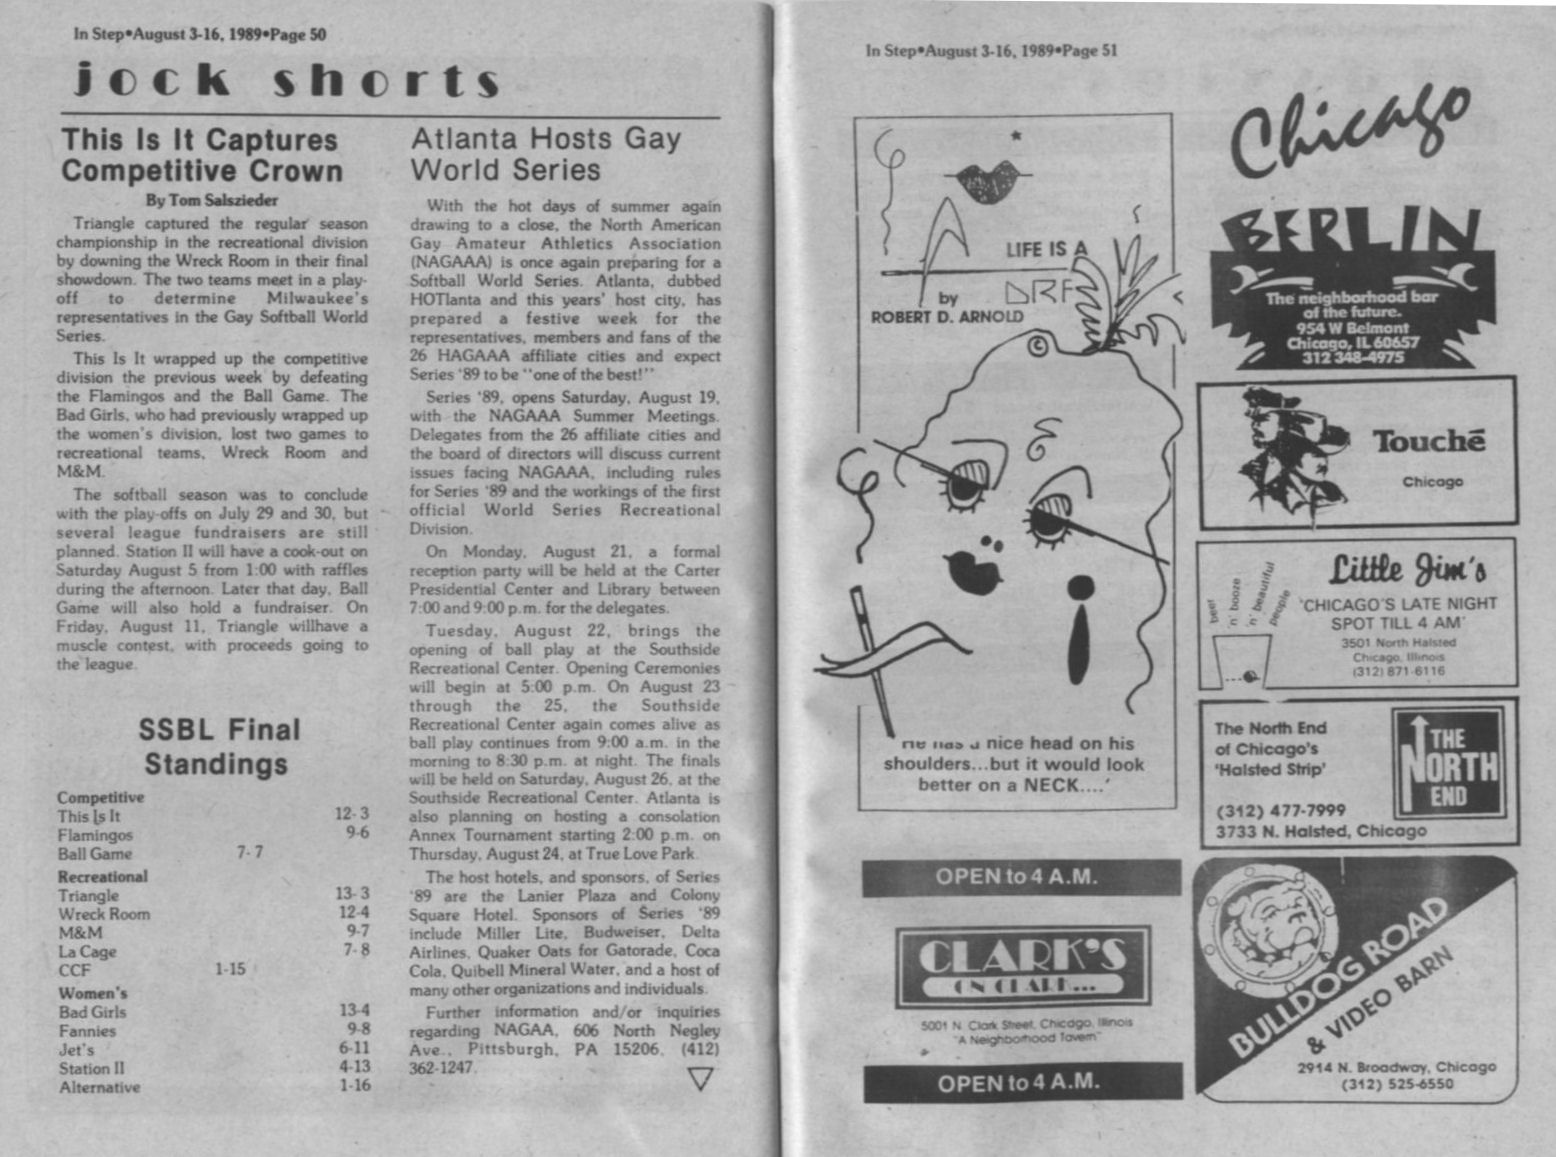 In Step•August 3-16, 1989•Page 50
jock shorts
This Is It Captures
Competitive Crown
By Tom Salszieder
Triangle captured the regular season
championship in the recreational division
by downing the Wreck Room in their final
showdown. The two teams meet in a play-
off to determine Milwaukee's
representatives in the Gay Softball World
Series.
This Is It wrapped up the competitive
division the previous week by defeating
the Flamingos and the Ball Game. The
Bad Girls, who had previously wrapped up
the women's division, lost two games to
recreational teams, Wreck Room and
M&M.
The softball season was to conclude
with the play-offs on July 29 and 30, but
several league fundraisers are still
planned. Station II will have a cook-out on
Saturday August 5 from 1:00 with raffles
during the afternoon. Later that day, Ball
Game will also hold a fundraiser. On
Friday, August 11, Triangle willhave a
muscle contest, with proceeds going to
the league.
SSBL Final
Standings
Competitive
This Is It 12-3
Flamingos 9-6
Ball Game 7-7
Recreational
Triangle 13-3
Wreck Room 12-4
M&M 9-7
La Cage 7-8
CCF 1-15
Women's
Bad Girls 13-4
Fannies 9-8
Jet's 6-11
Station II 4-13
Alternative 1-16
Atlanta Hosts Gay
World Series
With the hot days of summer again
drawing to a close, the North American
Gay Amateur Athletics Association
(NAGAAA) is once again preparing for a
Softball World Series. Atlanta, dubbed
HOTlanta and this years' host city, has
prepared a festive week for the
representatives, members and fans of the
26 HAGAAA affiliate cities and expect
Series '89 to be "one of the best!"
Series '89, opens Saturday, August 19,
with the NAGAAA Summer Meetings.
Delegates from the 26 affiliate cities and
the board of directors will discuss current
issues facing NAGAAA, including rules
for Series '89 and the workings of the first
official World Series Recreational
Division.
On Monday, August 21, a formal
reception party will be held at the Carter
Presidential Center and Library between
7:00 and 9:00 p.m. for the delegates.
Tuesday, August 22, brings the
opening of ball play at the Southside
Recreational Center. Opening Ceremonies
will begin at 5:00 p.m. On August 23
through the 25, the Southside
Recreational Center again comes alive as
ball play continues from 9:00 a.m. in the
morning to 8:30 p.m. at night. The finals
will be held on Saturday, August 26, at the
Southside Recreational Center. Atlanta is
also planning on hosting a consolation
Annex Tournament starting 2:00 p.m. on
Thursday, August 24, at True Love Park.
The host hotels, and sponsors, of Series
'89 are the Lanier Plaza and Colony
Square Hotel. Sponsors of Series '89
include Miller Lite, Budweiser, Delta
Airlines, Quaker Oats for Gatorade, Coca
Cola, Quibell Mineral Water, and a host of
many other organizations and individuals.
Further information and/or inquiries
regarding NAGAA, 606 North Negley
Ave., Pittsburgh, PA 15206, (412)
362-1247.
In Step•August 3-16, 1989•Page 51
LIFE IS A
by
ROBERT D. ARNOLD
©
He has a nice head on his
shoulders...but it would look
better on a NECK....'
OPEN to 4 A.M.
CLARK'S
ON CLARK...
5001 N. Clark Street, Chicago, Illinois
"A Neighborhood Tavern"
OPEN to 4 A.M.
Chicago
BERLIN
The neighborhood bar
of the future.
954 W Belmont
Chicago, IL 60657
312 348-4975
Touché
Chicago
Little Jim's
beer
'n' booze
'n' beautiful
people
'CHICAGO'S LATE NIGHT
SPOT TILL 4 AM'
3501 North Halsted
Chicago, Illinois
(312) 871-6116
The North End
of Chicago's
'Halsted Strip'
(312) 477-7999
3733 N. Halsted, Chicago
THE
NORTH
END
BULLDOG ROAD
& VIDEO BARN
2914 N. Broadway, Chicago
(312) 525-6550